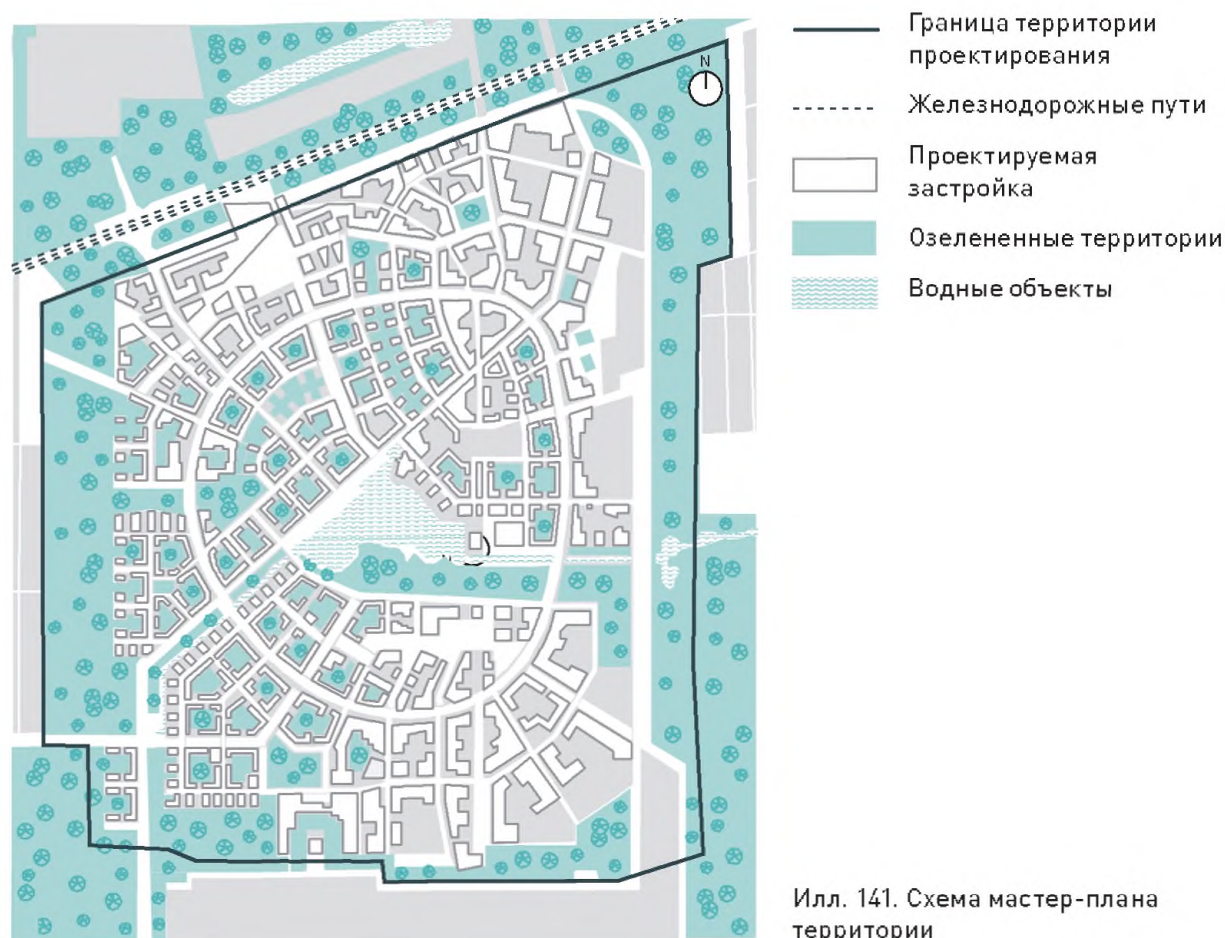 Граница территории
проектирования
N
Железнодорожные пути
Проектируемая
застройка
Озелененные территории
Водные объекты
Илл. 141. Схема мастер-плана
территории